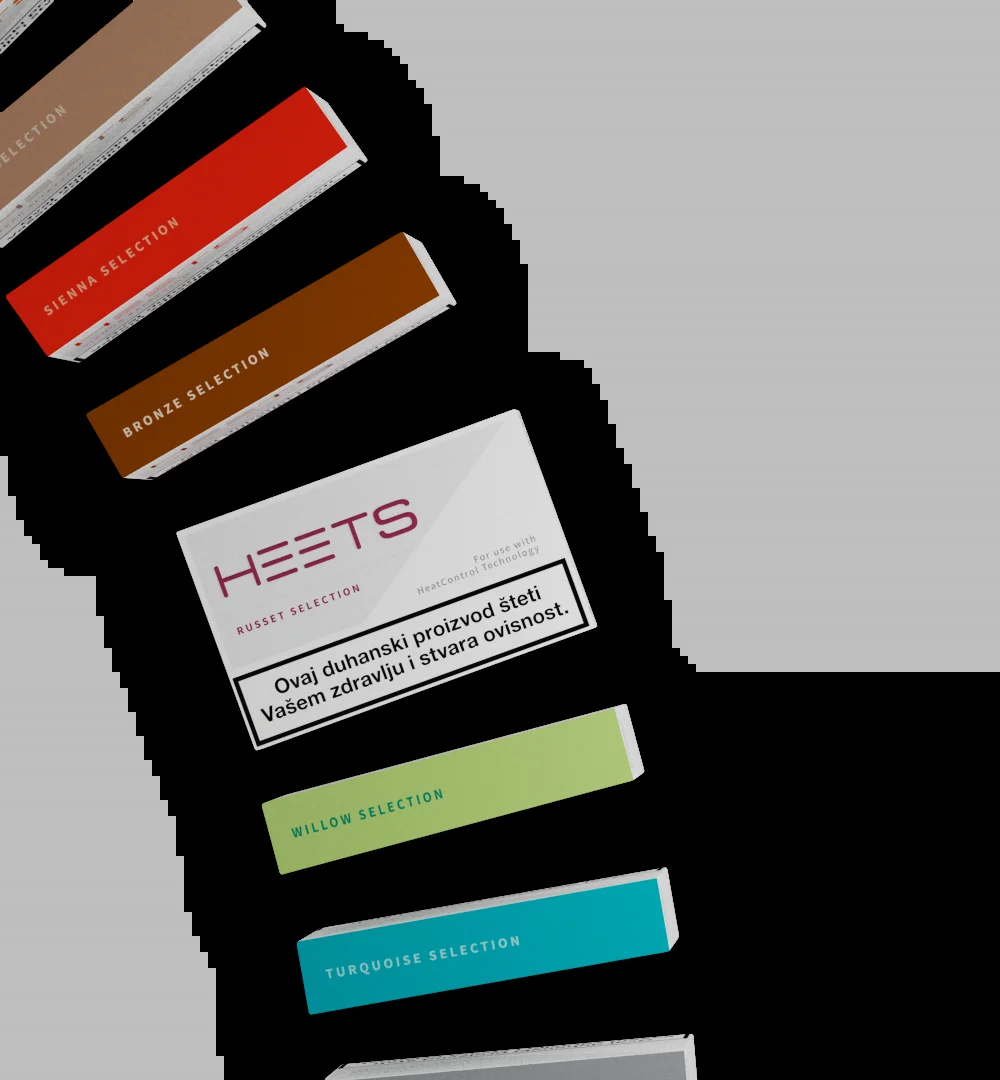 SELECTION
SIENNA SELECTION
BRONZE SELECTION
HEETS
RUSSET SELECTION
For use with
HeatControl Technology
Ovaj duhanski proizvod šteti
Vašem zdravlju i stvara ovisnost.
WILLOW SELECTION
TURQUOISE SELECTION